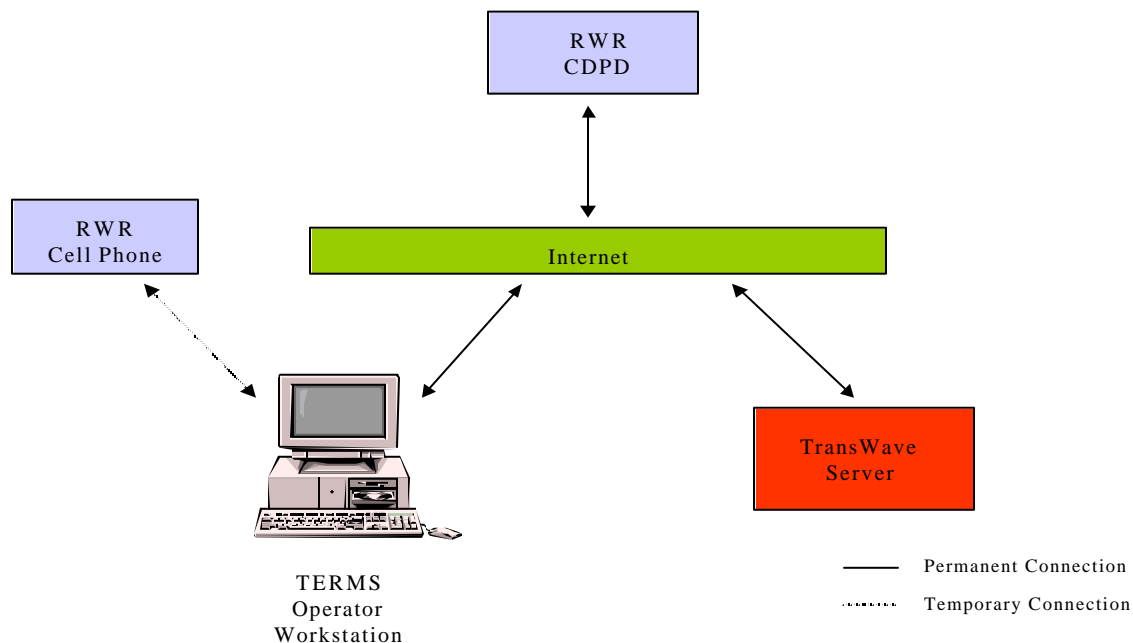 RWR
CDPD
RWR
Cell Phone
Internet
TransWave
Server
TERMS
Operator
Workstation
Permanent Connection
Temporary Connection